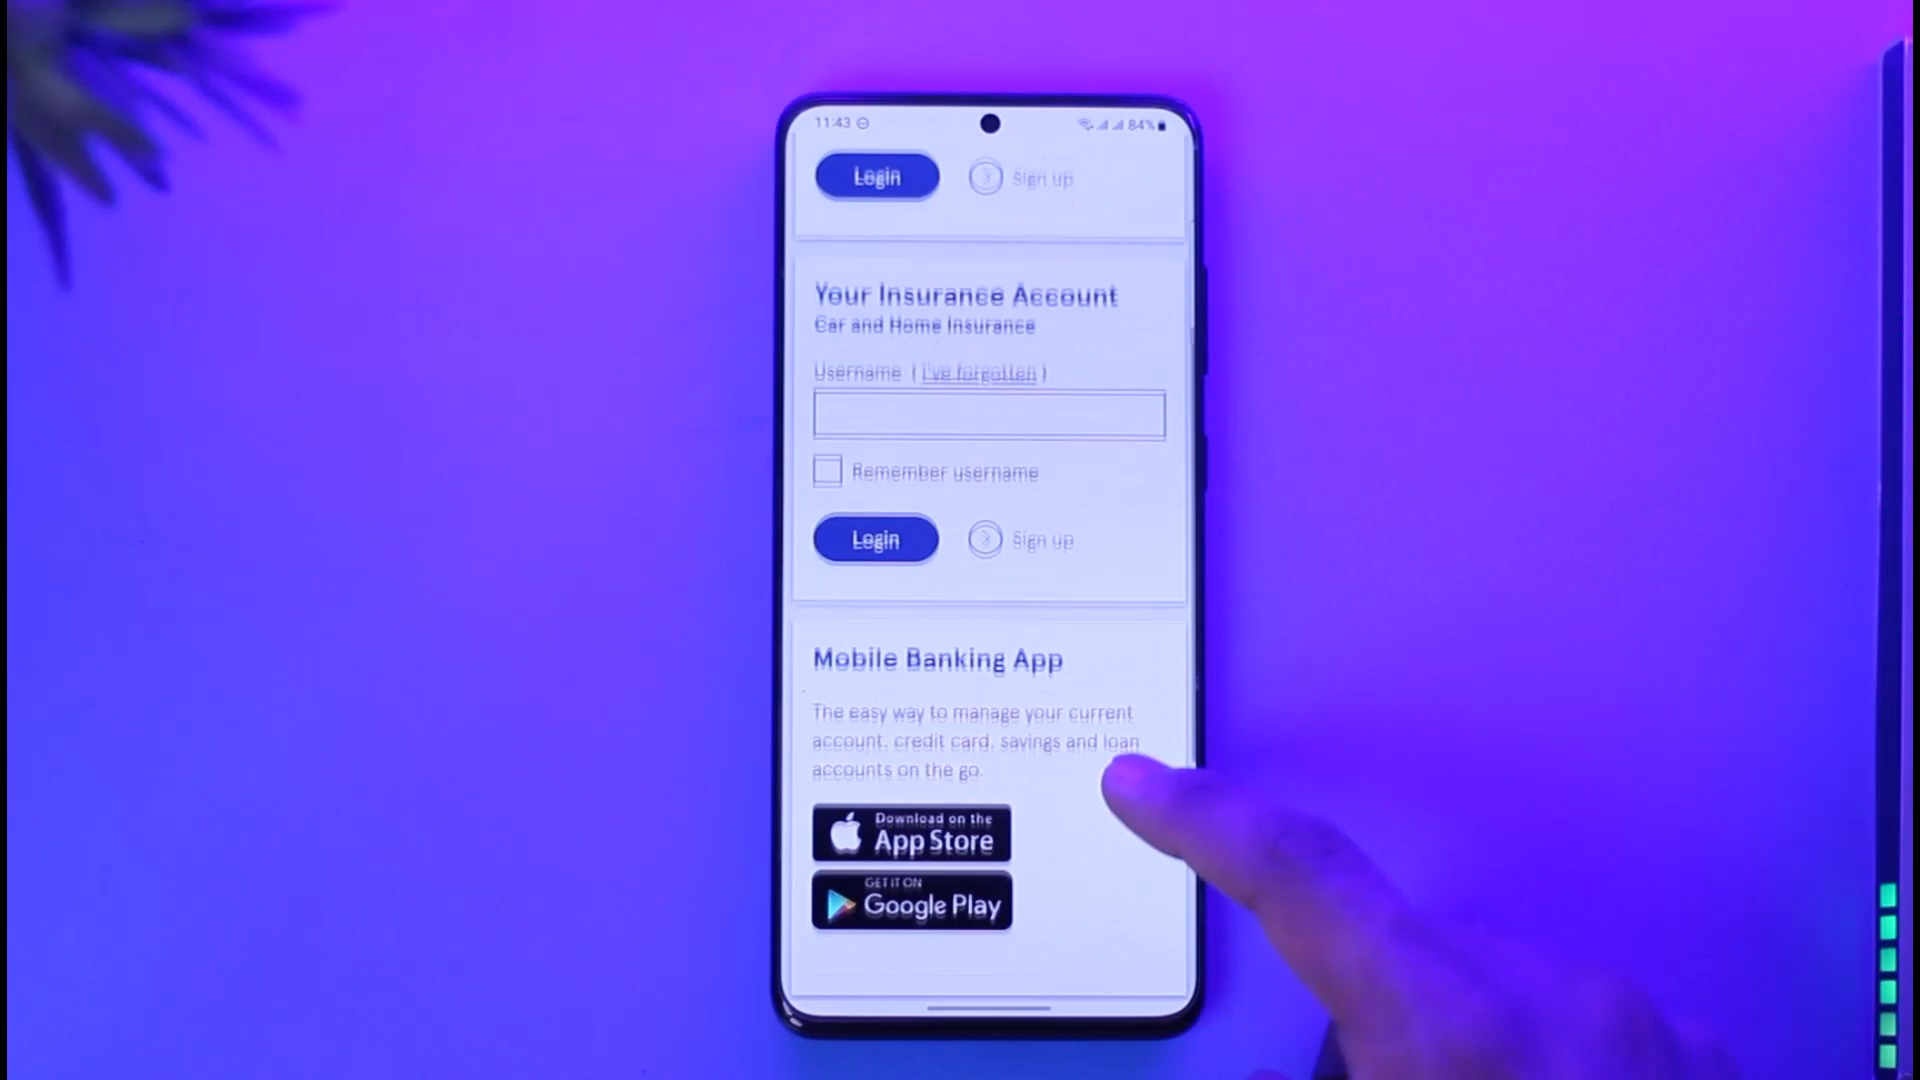 11:43 84%
Login Sign up
Your Insurance Account
Car and Home Insurance
Username ( I've forgotten )
Remember username
Login Sign up
Mobile Banking App
The easy way to manage your current
account, credit card, savings and loan
accounts on the go.
Download on the
App Store
GET IT ON
Google Play